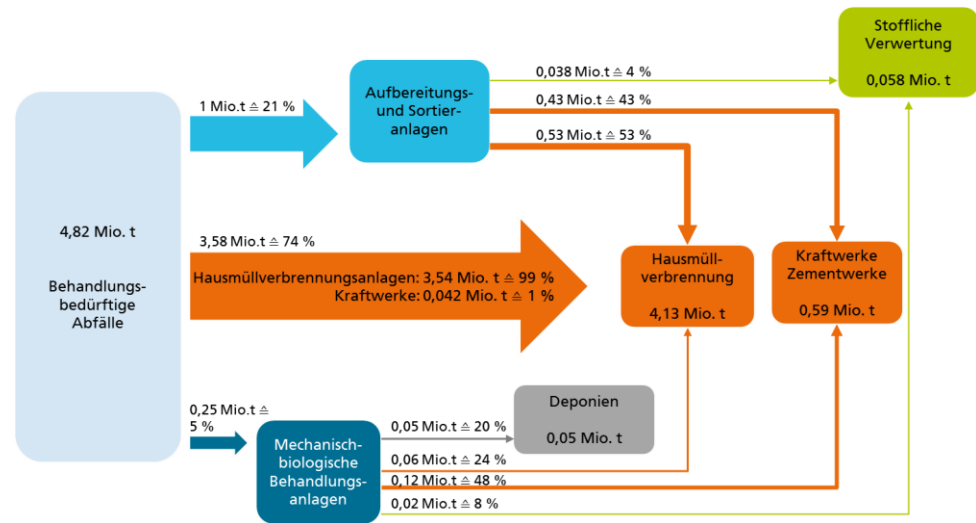 Stoffliche
Verwertung
0,058 Mio. t
0,038 Mio.t ≙ 4 %
1 Mio.t ≙ 21 %
Aufbereitungs-
und Sortier-
anlagen
0,43 Mio.t ≙ 43 %
0,53 Mio.t ≙ 53 %
4,82 Mio. t
Behandlungs-
bedürftige
Abfälle
3,58 Mio.t ≙ 74 %
Hausmüllverbrennungsanlagen: 3,54 Mio. t ≙ 99 %
Kraftwerke: 0,042 Mio. t ≙ 1 %
Hausmüll-
verbrennung
4,13 Mio. t
Kraftwerke
Zementwerke
0,59 Mio. t
0,25 Mio.t ≙
5 %
Mechanisch-
biologische
Behandlungs-
anlagen
0,05 Mio.t ≙ 20 %
Deponien
0,05 Mio. t
0,06 Mio.t ≙ 24 %
0,12 Mio.t ≙ 48 %
0,02 Mio.t ≙ 8 %